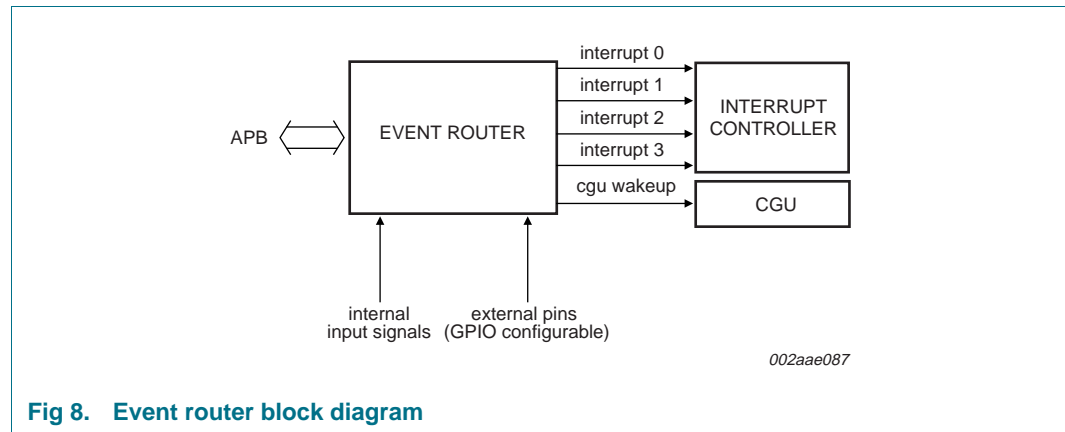 interrupt 0
interrupt 1
interrupt 2
interrupt 3
cgu wakeup
APB
EVENT ROUTER
INTERRUPT
CONTROLLER
CGU
internal
input signals
external pins
(GPIO configurable)
002aae087
Fig 8. Event router block diagram